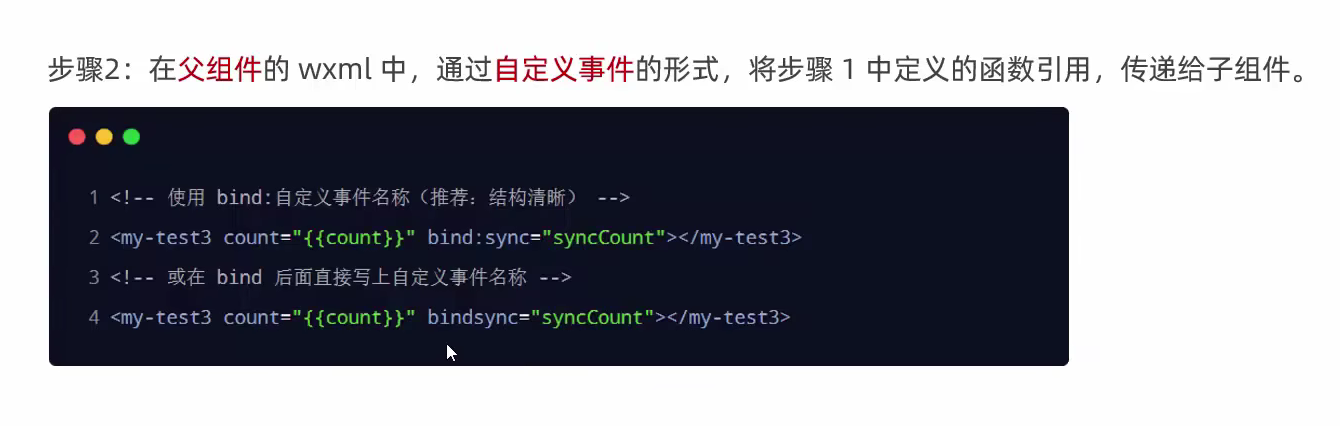 步骤2：在父组件的 wxml 中，通过自定义事件的形式，将步骤 1 中定义的函数引用，传递给子组件。
1 <!-- 使用 bind:自定义事件名称（推荐：结构清晰） -->
2 <my-test3 count="{{count}}" bind:sync="syncCount"></my-test3>
3 <!-- 或在 bind 后面直接写上自定义事件名称 -->
4 <my-test3 count="{{count}}" bindsync="syncCount"></my-test3>